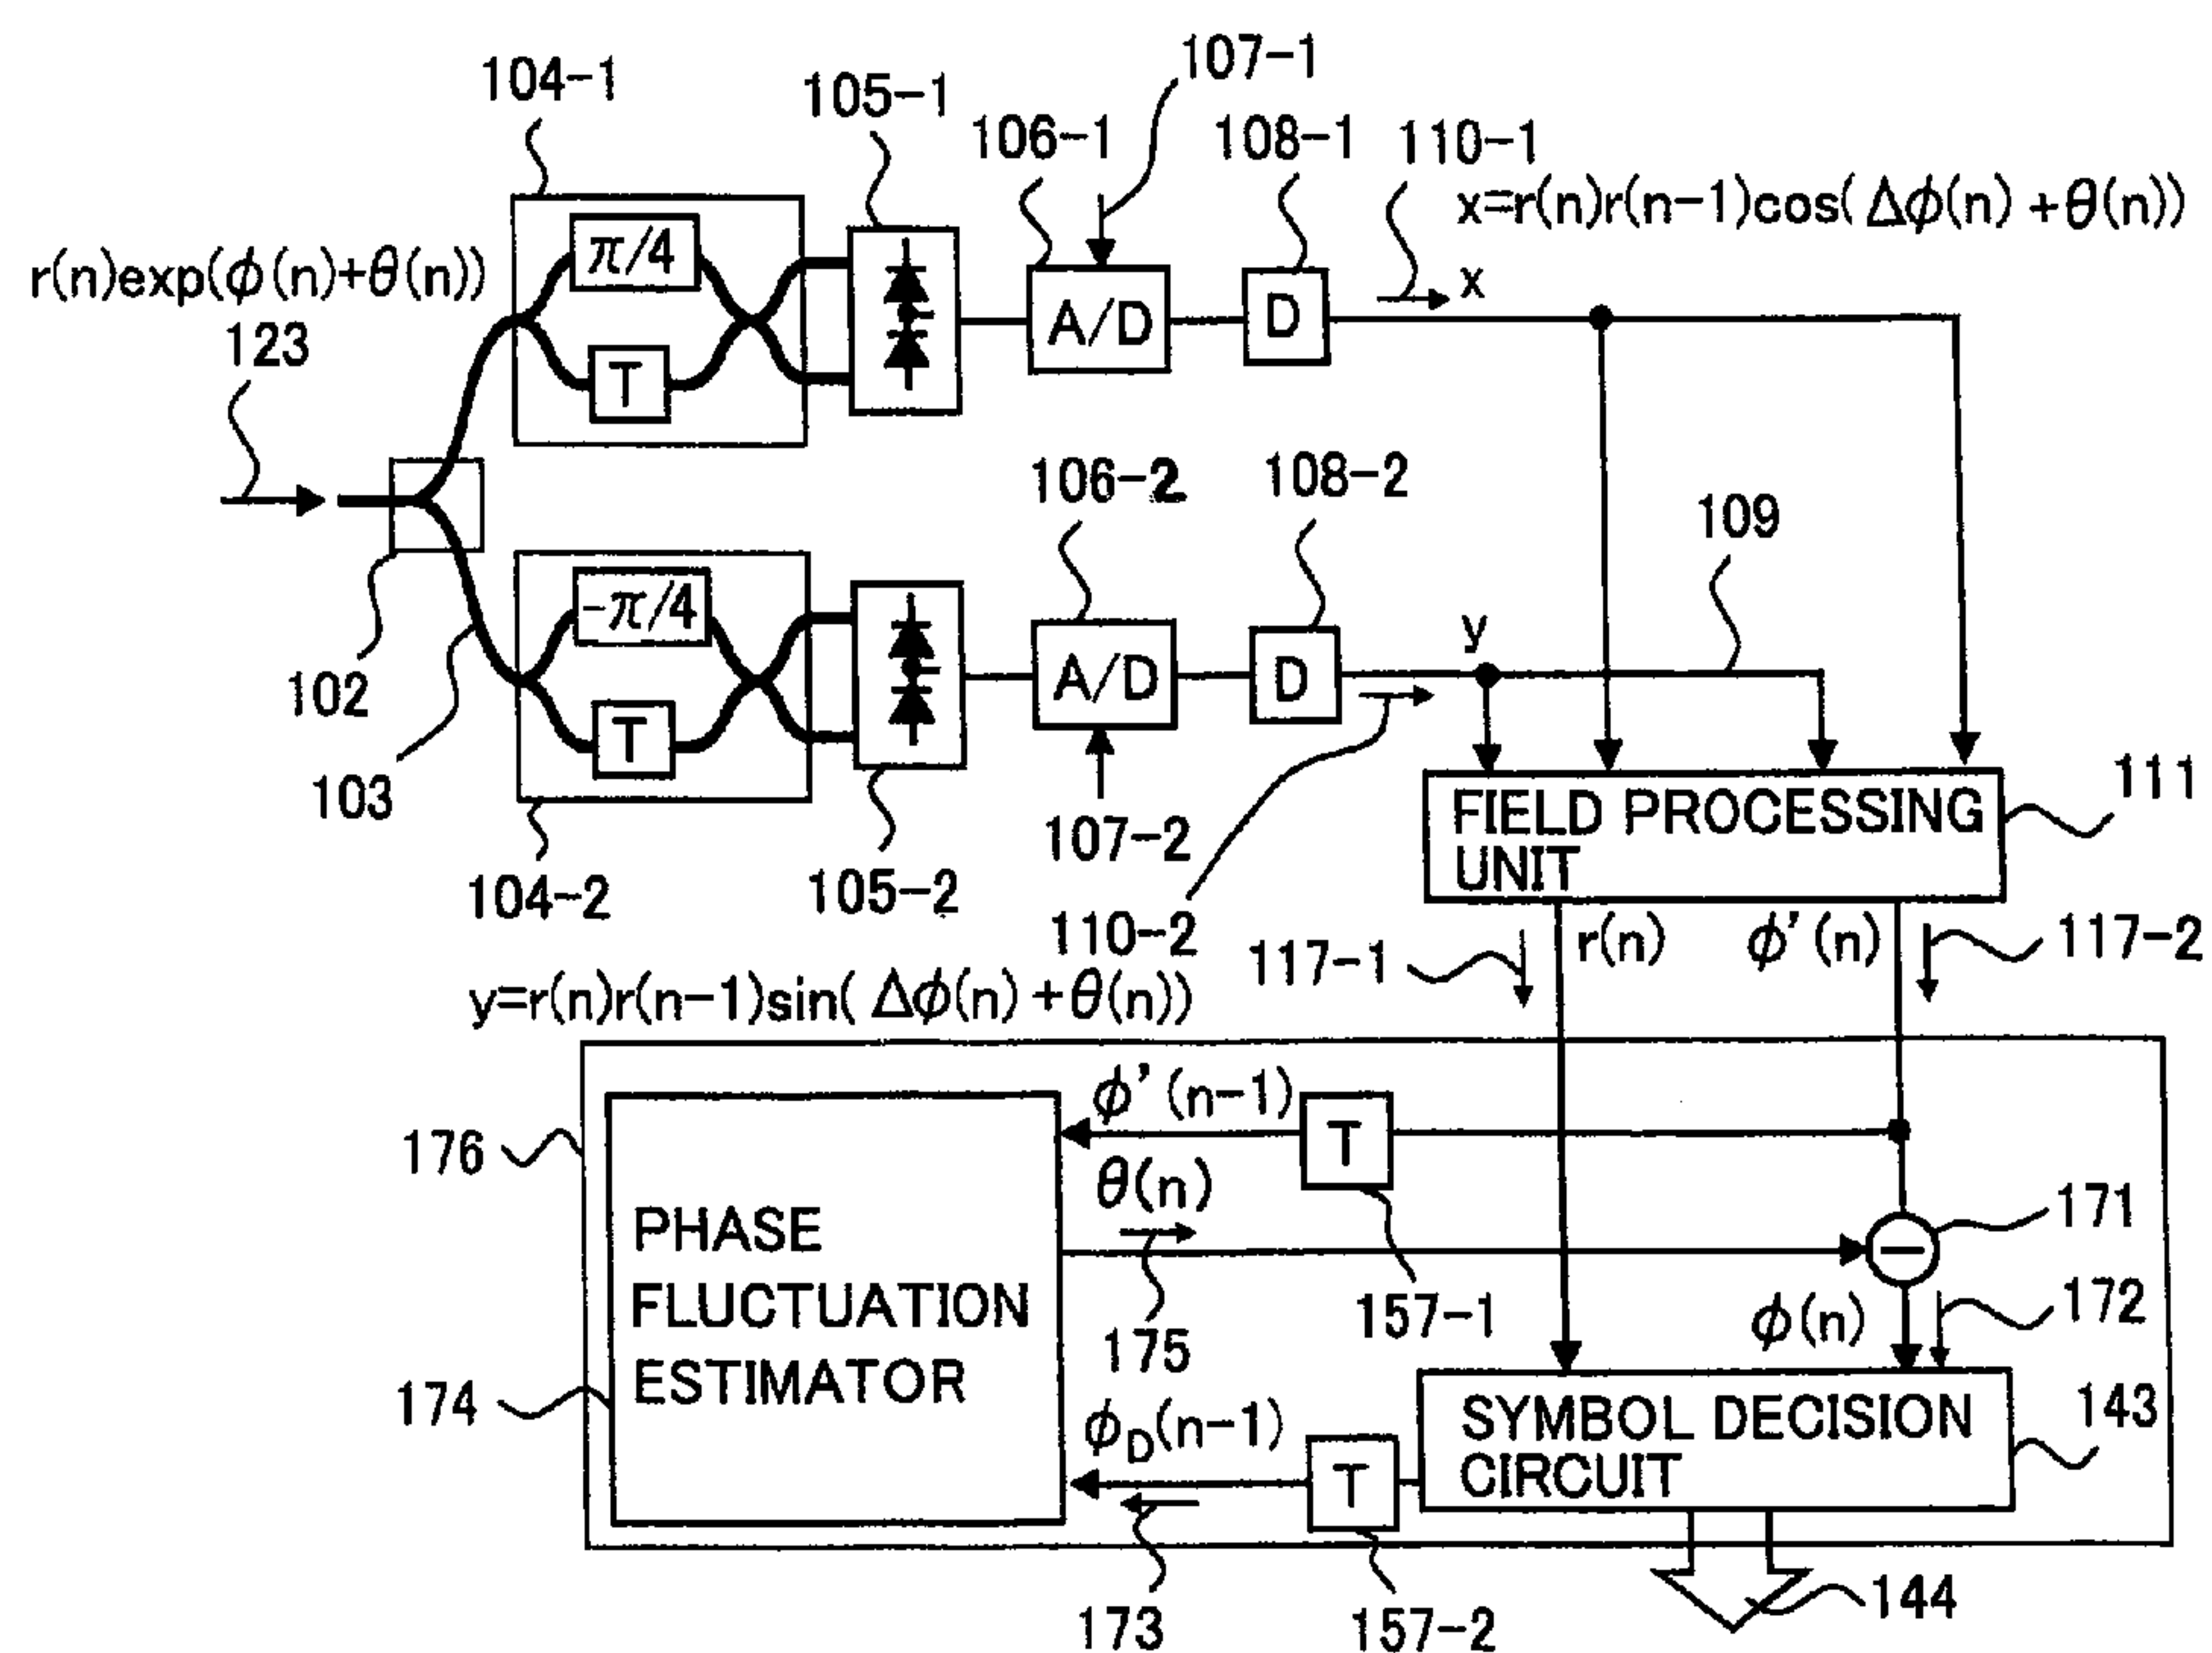 107-1
104-1
105-1
106-1
108-1
110-1
x=r(n)r(n-1)cos(Δϕ(n)+θ(n))
r(n)exp(ϕ(n)+θ(n))
π/4
x
123
A/D
D
T
106-2
108-2
109
-π/4
y
102
A/D
D
T
103
107-2
111
FIELD PROCESSING
UNIT
104-2
105-2
110-2
117-1
r(n)
ϕ'(n)
117-2
y=r(n)r(n-1)sin(Δϕ(n)+θ(n))
ϕ'(n-1)
T
176
θ(n)
171
PHASE
FLUCTUATION
ESTIMATOR
157-1
172
175
ϕ(n)
174
ϕD(n-1)
T
SYMBOL DECISION
CIRCUIT
143
173
157-2
144